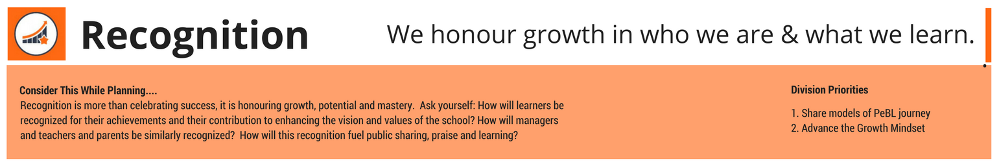 Recognition
We honour growth in who we are & what we learn.
Consider This While Planning....
Recognition is more than celebrating success, it is honouring growth, potential and mastery.  Ask yourself: How will learners be
recognized for their achievements and their contribution to enhancing the vision and values of the school? How will managers
and teachers and parents be similarly recognized?  How will this recognition fuel public sharing, praise and learning?
Division Priorities
1. Share models of PeBL journey
2. Advance the Growth Mindset